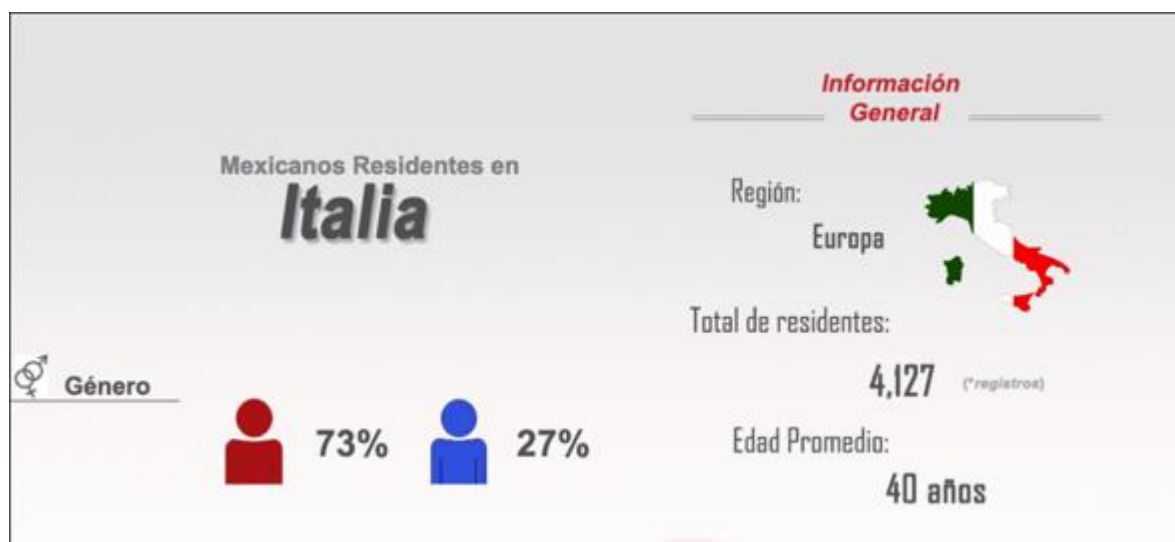 Información
General
Mexicanos Residentes en
Italia
Región:
Europa
Total de residentes:
4,127 (*registros)
Edad Promedio:
40 años
Género
73% 27%